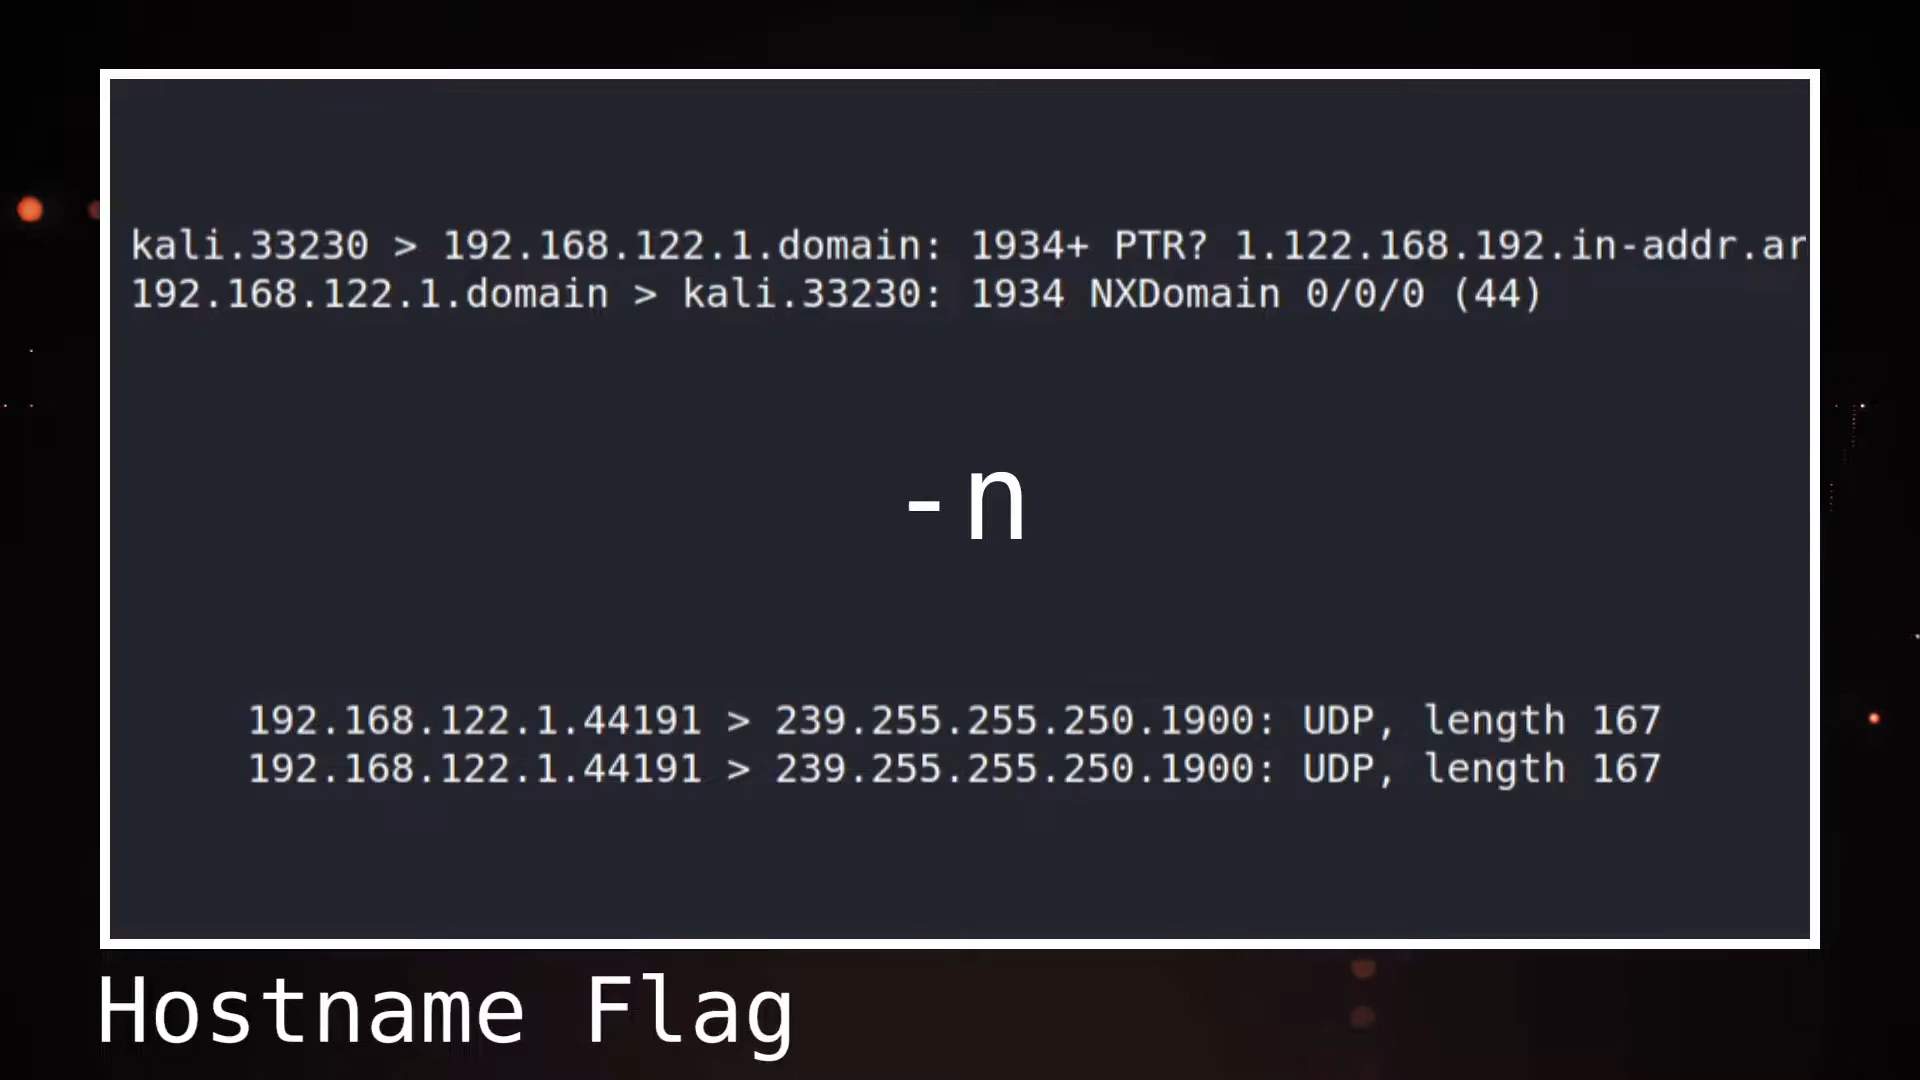 kali.33230 > 192.168.122.1.domain: 1934+ PTR? 1.122.168.192.in-addr.ar
192.168.122.1.domain > kali.33230: 1934 NXDomain 0/0/0 (44)
-n
192.168.122.1.44191 > 239.255.255.250.1900: UDP, length 167
192.168.122.1.44191 > 239.255.255.250.1900: UDP, length 167
Hostname Flag